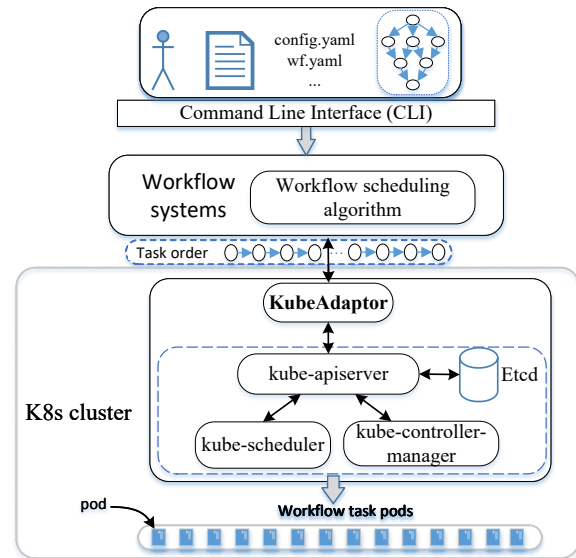 config.yaml
wf.yaml
...
Command Line Interface (CLI)
Workflow
systems
Workflow scheduling
algorithm
Task order
...
KubeAdaptor
kube-apiserver
Etcd
K8s cluster
kube-scheduler
kube-controller-
manager
Workflow task pods
pod